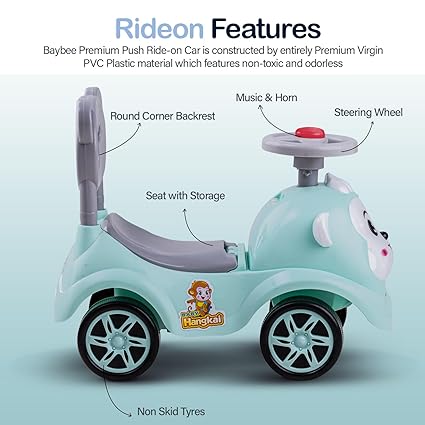 Rideon Features
Baybee Premium Push Ride-on Car is constructed by entirely Premium Virgin
PVC Plastic material which features non-toxic and odorless
Music & Horn
Round Corner Backrest
Steering Wheel
Seat with Storage
Hangkai
Non Skid Tyres